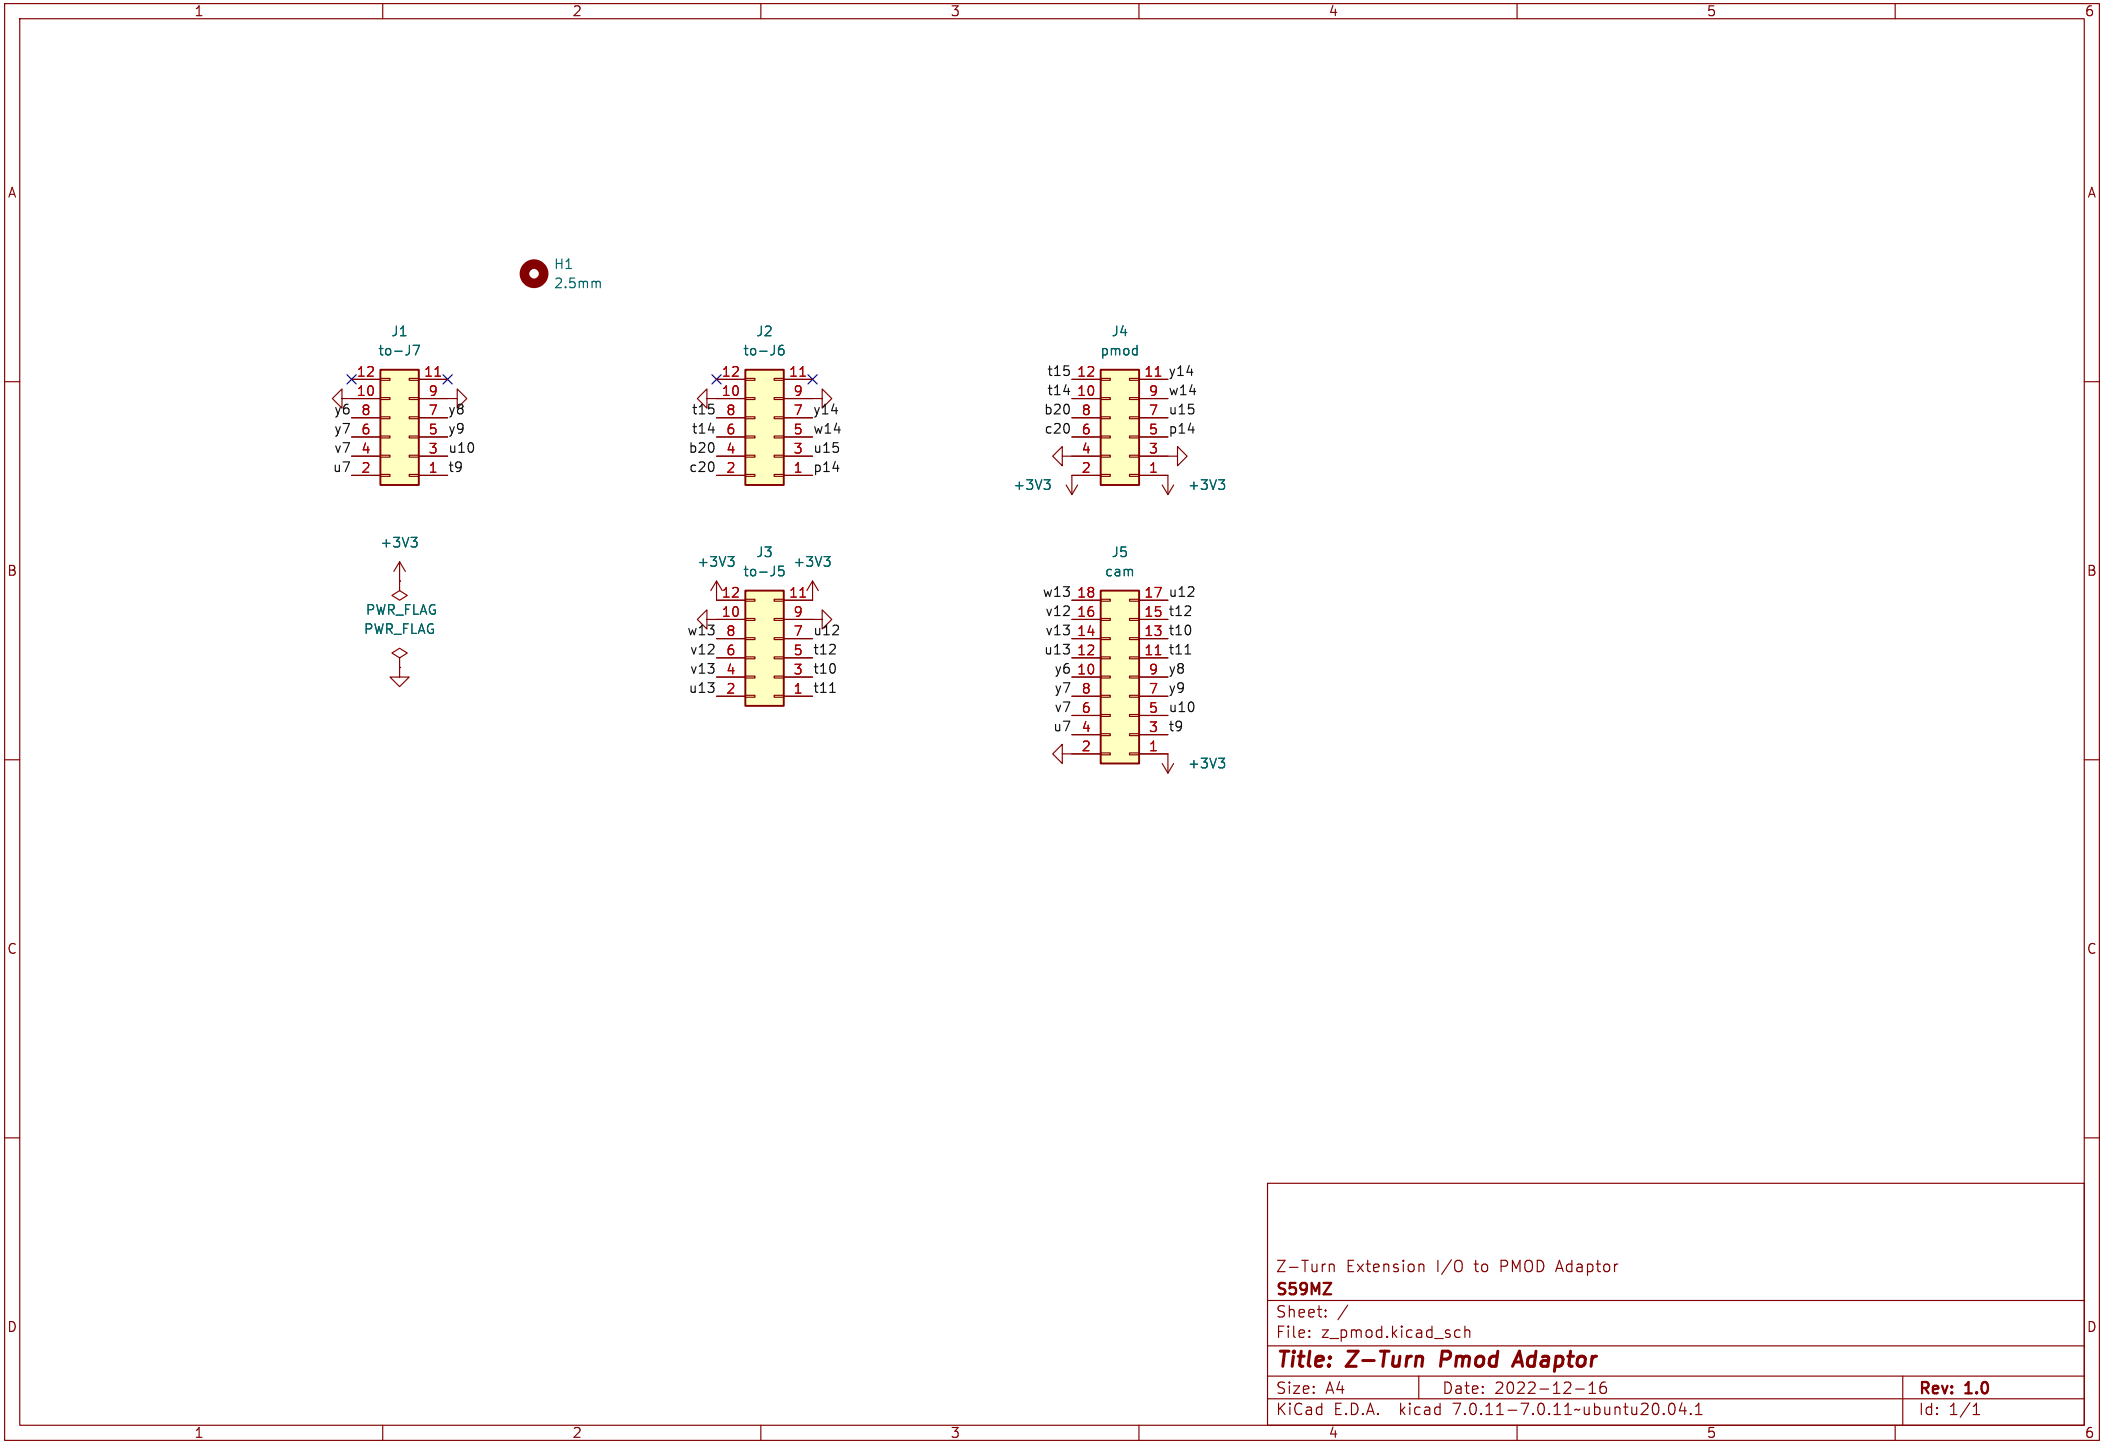 1 2 3 4 5 6
A A
H1
2.5mm
J1
to-J7
12 11
10 9
y6 8 7 y8
y7 6 5 y9
v7 4 3 u10
u7 2 1 t9
J2
to-J6
12 11
10 9
t15 8 7 y14
t14 6 5 w14
b20 4 3 u15
c20 2 1 p14
J4
pmod
t15 12 11 y14
t14 10 9 w14
b20 8 7 u15
c20 6 5 p14
4 3
2 1
+3V3 +3V3
B B
+3V3
PWR_FLAG
PWR_FLAG
J3
+3V3 +3V3
to-J5
12 11
10 9
w13 8 7 u12
v12 6 5 t12
v13 4 3 t10
u13 2 1 t11
J5
cam
w13 18 17 u12
v12 16 15 t12
v13 14 13 t10
u13 12 11 t11
y6 10 9 y8
y7 8 7 y9
v7 6 5 u10
u7 4 3 t9
2 1
+3V3
C C
D D
Z-Turn Extension I/O to PMOD Adaptor
S59MZ
Sheet: /
File: z_pmod.kicad_sch
Title: Z-Turn Pmod Adaptor
Size: A4 Date: 2022-12-16 Rev: 1.0
KiCad E.D.A. kicad 7.0.11-7.0.11~ubuntu20.04.1 Id: 1/1
1 2 3 4 5 6